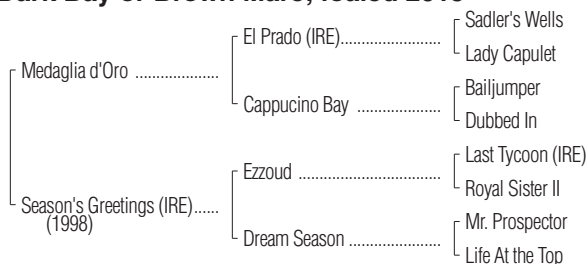 Dark Bay or Brown Mare; foaled
Sadler's Wells
El Prado (IRE)........................
Lady Capulet
Medaglia d'Oro ....................
Bailjumper
Cappucino Bay ....................
Dubbed In
Last Tycoon (IRE)
Ezzoud ..................................
Royal Sister II
Season's Greetings (IRE)......
(1998)
Mr. Prospector
Dream Season ......................
Life At the Top